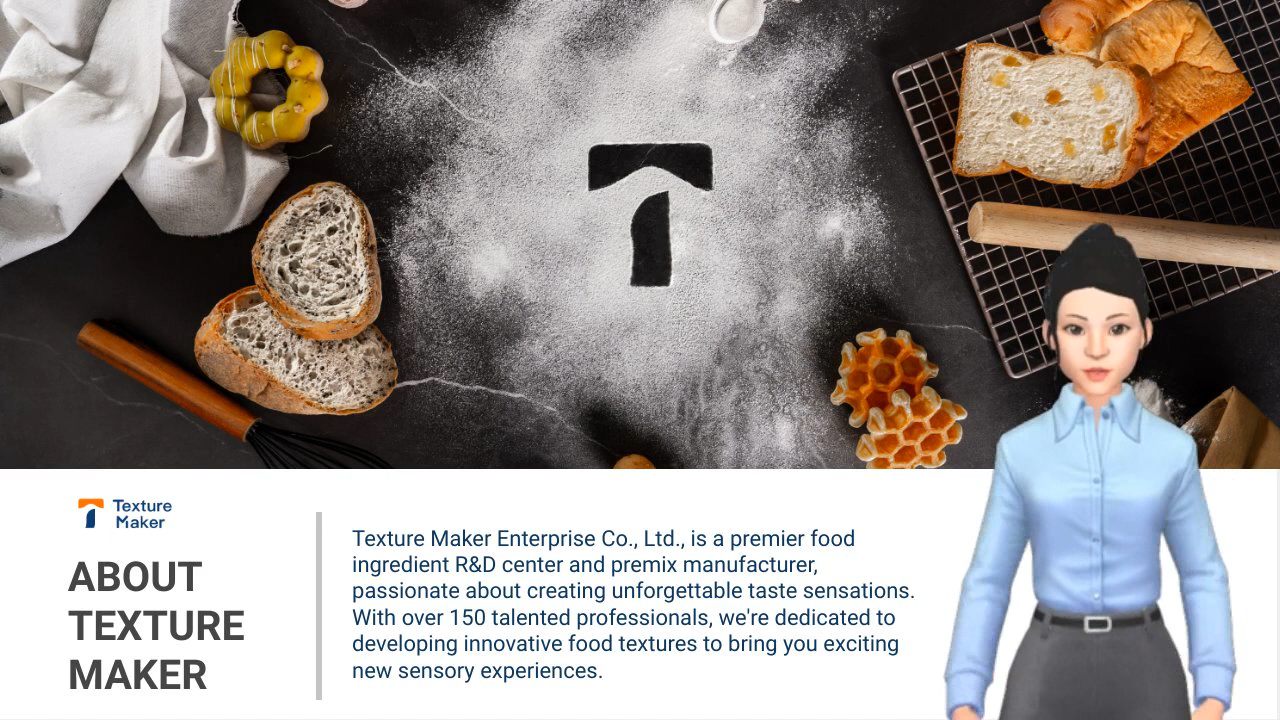 Texture
Maker
ABOUT
TEXTURE
MAKER
Texture Maker Enterprise Co., Ltd., is a premier food
ingredient R&D center and premix manufacturer,
passionate about creating unforgettable taste sensations.
With over 150 talented professionals, we're dedicated to
developing innovative food textures to bring you exciting
new sensory experiences.